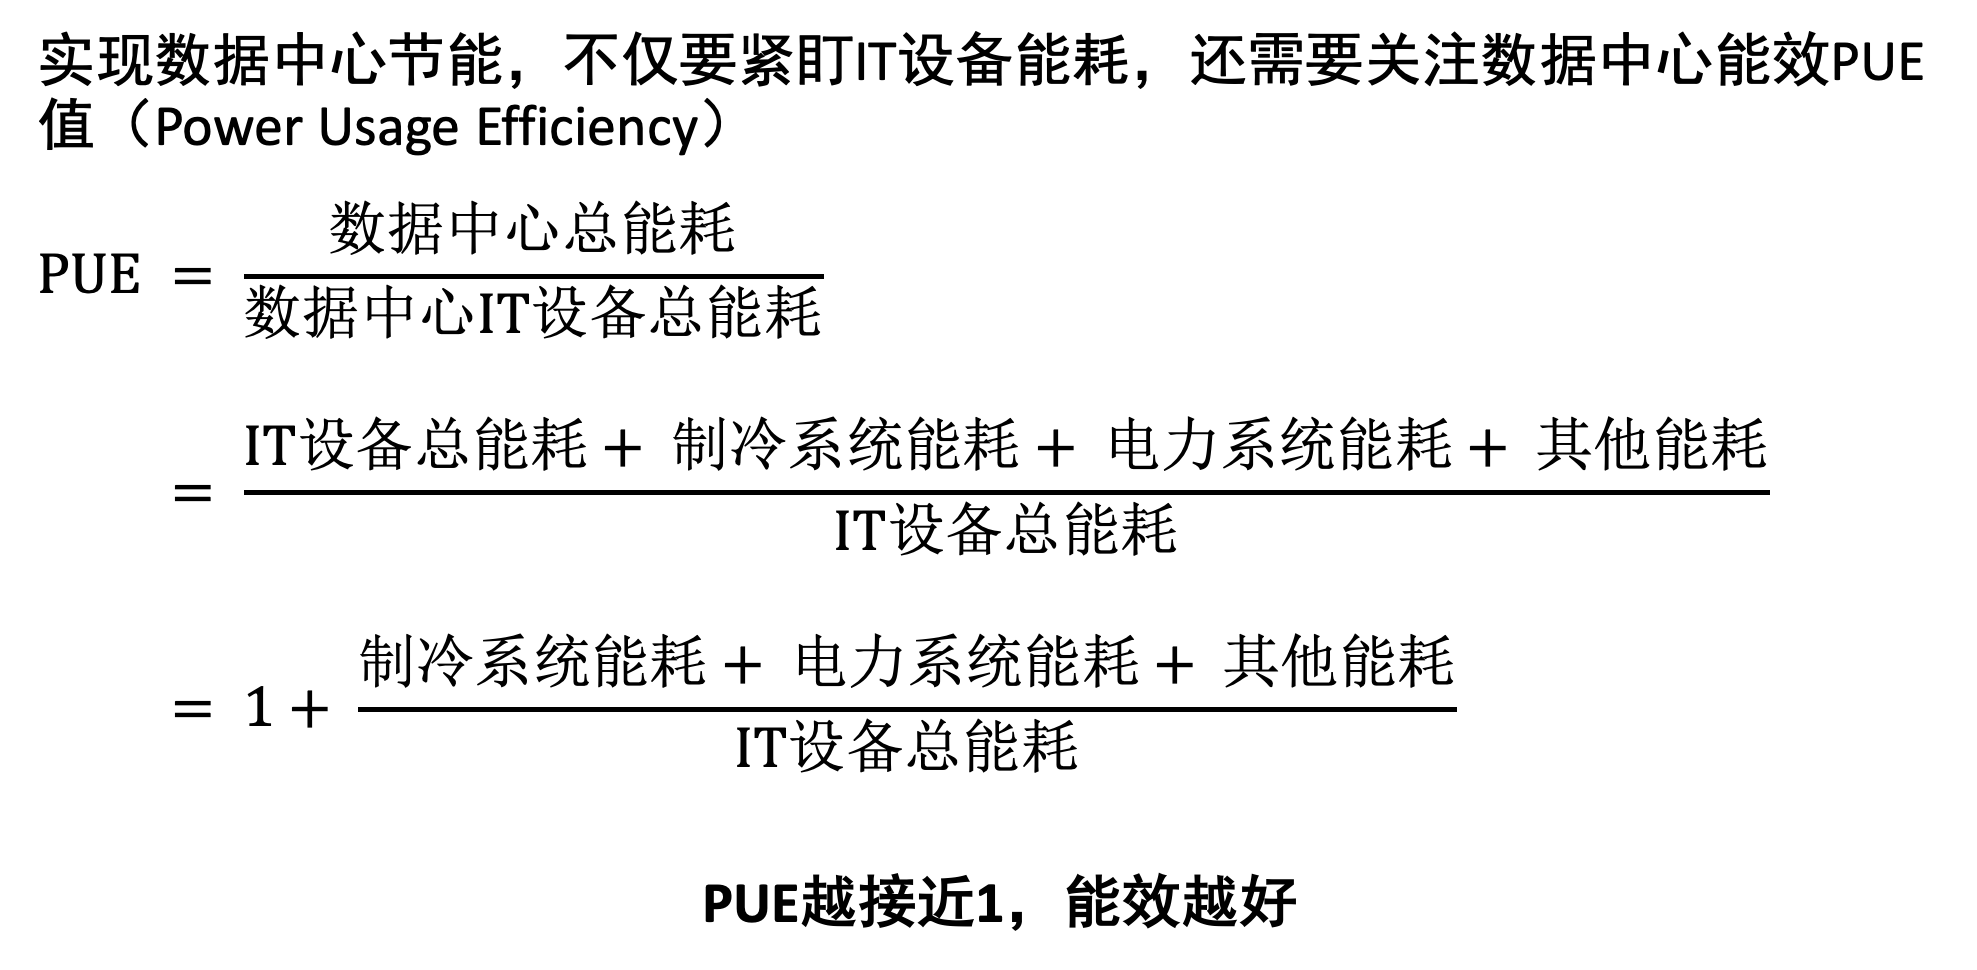 实现数据中心节能，不仅要紧盯IT设备能耗，还需要关注数据中心能效PUE
值（Power Usage Efficiency）
数据中心总能耗
PUE =
数据中心IT设备总能耗
IT设备总能耗 + 制冷系统能耗 + 电力系统能耗 + 其他能耗
=
IT设备总能耗
制冷系统能耗 + 电力系统能耗 + 其他能耗
= 1 +
IT设备总能耗
PUE越接近1，能效越好